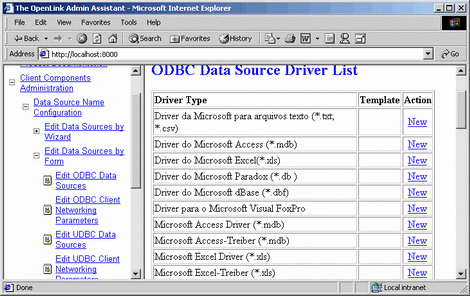 The OpenLink Admin Assistant - Microsoft Internet Explorer
File Edit View Favorites Tools Help
Back Search Favorites History
Address http://localhost:8000 Go
Client Components
Administration
Data Source Name
Configuration
Edit Data Sources by
Wizard
Edit Data Sources by
Form
Edit ODBC Data
Sources
Edit ODBC Client
Networking
Parameters
Edit UDBC Data
Sources
Edit UDBC Client
Networking
Parameters
ODBC Data Source Driver List
Driver Type Template Action
Driver da Microsoft para arquivos texto (*.txt;
*.csv) New
Driver do Microsoft Access (*.mdb) New
Driver do Microsoft Excel(*.xls) New
Driver do Microsoft Paradox (*.db ) New
Driver do Microsoft dBase (*.dbf) New
Driver para o Microsoft Visual FoxPro New
Microsoft Access Driver (*.mdb) New
Microsoft Access-Treiber (*.mdb) New
Microsoft Excel Driver (*.xls) New
Microsoft Excel-Treiber (*.xls) New
Done Local intranet